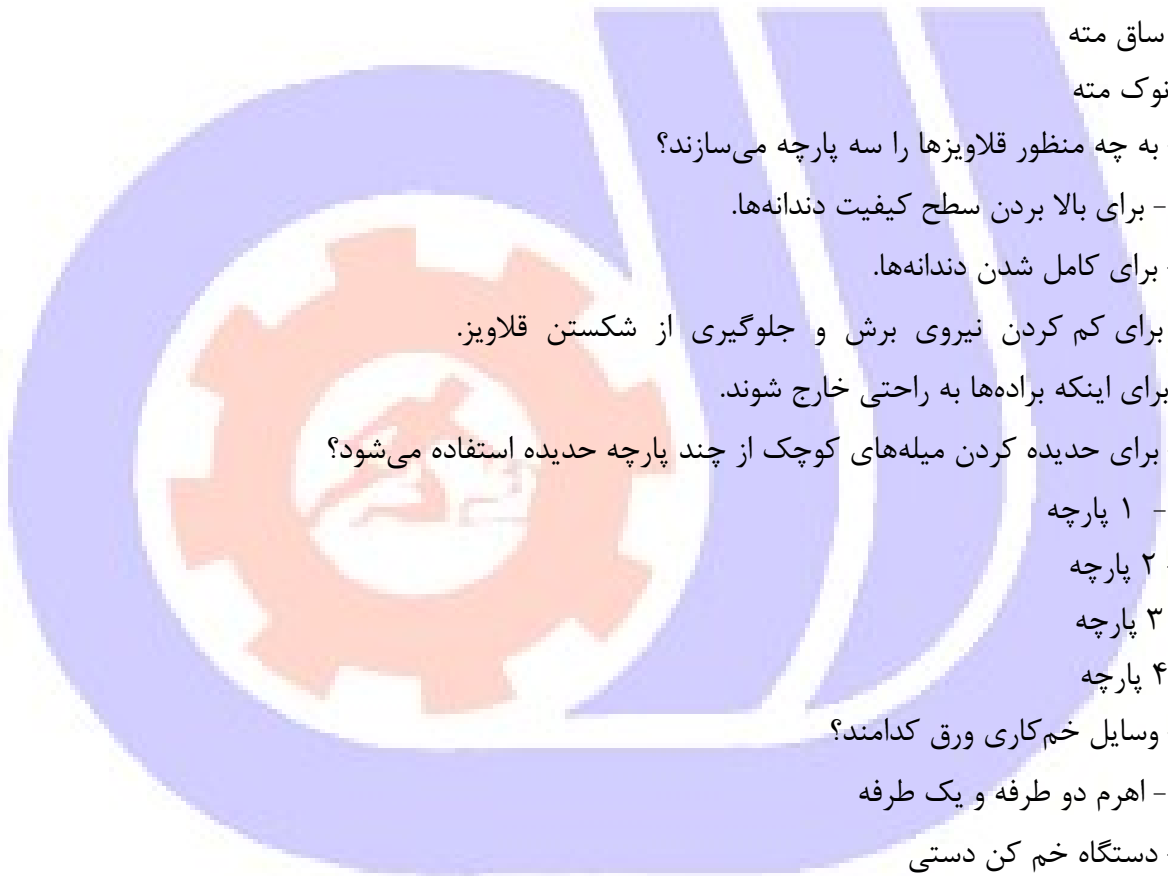 ساق مته
نوک مته
به چه منظور قلاویزها را سه پارچه می‌سازند؟
- برای بالا بردن سطح کیفیت دندانه‌ها.
- برای کامل شدن دندانه‌ها.
برای کم کردن نیروی برش و جلوگیری از شکستن قلاویز.
برای اینکه براده‌ها به راحتی خارج شوند.
برای حدیده کردن میله‌های کوچک از چند پارچه حدیده استفاده می‌شود؟
- ۱ پارچه
- ۲ پارچه
۳ پارچه
۴ پارچه
وسایل خم‌کاری ورق کدامند؟
- اهرم دو طرفه و یک طرفه
- دستگاه خم کن دستی